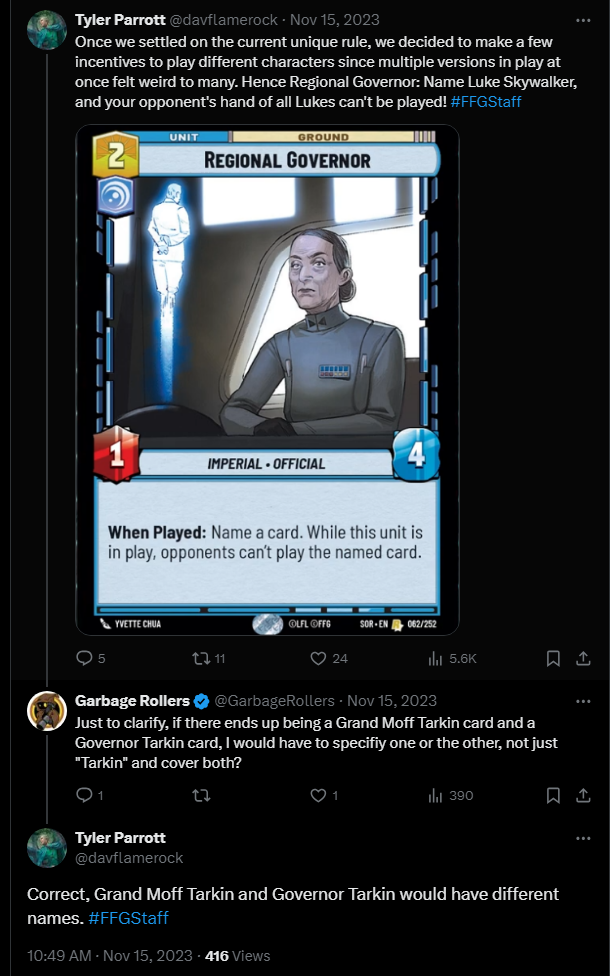 Tyler Parrott @davflamerock · Nov 15, 2023
Once we settled on the current unique rule, we decided to make a few
incentives to play different characters since multiple versions in play at
once felt weird to many. Hence Regional Governor: Name Luke Skywalker,
and your opponent's hand of all Lukes can't be played! #FFGStaff
UNIT GROUND
2
REGIONAL GOVERNOR
1
IMPERIAL • OFFICIAL
4
When Played: Name a card. While this unit is
in play, opponents can't play the named card.
YVETTE CHUA ©LFL ©FFG SOR • EN 062/252
5 11 24 5.6K
Garbage Rollers @GarbageRollers · Nov 15, 2023
Just to clarify, if there ends up being a Grand Moff Tarkin card and a
Governor Tarkin card, I would have to specifiy one or the other, not just
"Tarkin" and cover both?
1 1 390
Tyler Parrott
@davflamerock
Correct, Grand Moff Tarkin and Governor Tarkin would have different
names. #FFGStaff
10:49 AM · Nov 15, 2023 · 416 Views